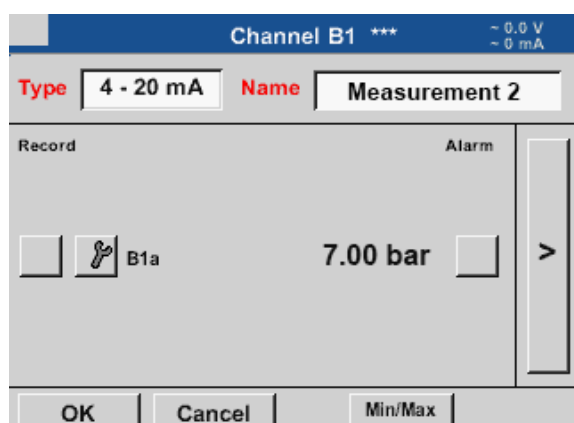 Channel B1 *** ~ 0.0 V
~ 0 mA
Type 4 - 20 mA Name Measurement 2
Record Alarm
B1a 7.00 bar >
OK Cancel Min/Max